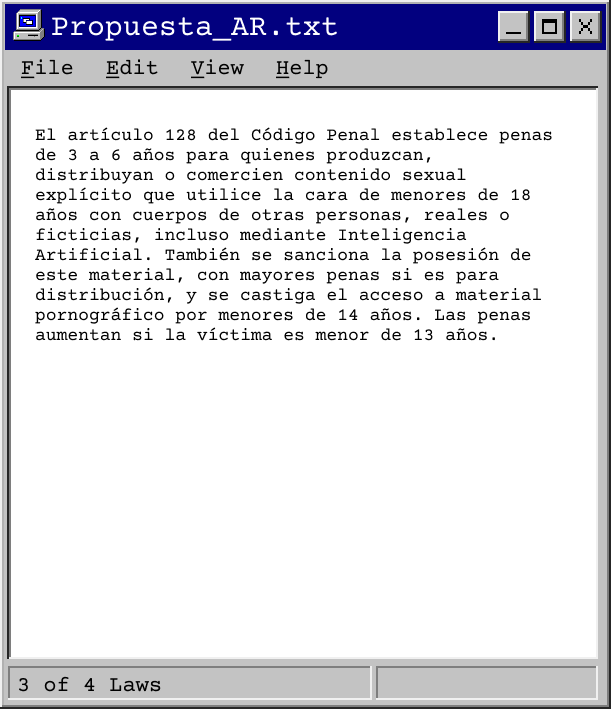 Propuesta_AR.txt
File Edit View Help
El artículo 128 del Código Penal establece penas
de 3 a 6 años para quienes produzcan,
distribuyan o comercien contenido sexual
explícito que utilice la cara de menores de 18
años con cuerpos de otras personas, reales o
ficticias, incluso mediante Inteligencia
Artificial. También se sanciona la posesión de
este material, con mayores penas si es para
distribución, y se castiga el acceso a material
pornográfico por menores de 14 años. Las penas
aumentan si la víctima es menor de 13 años.
3 of 4 Laws